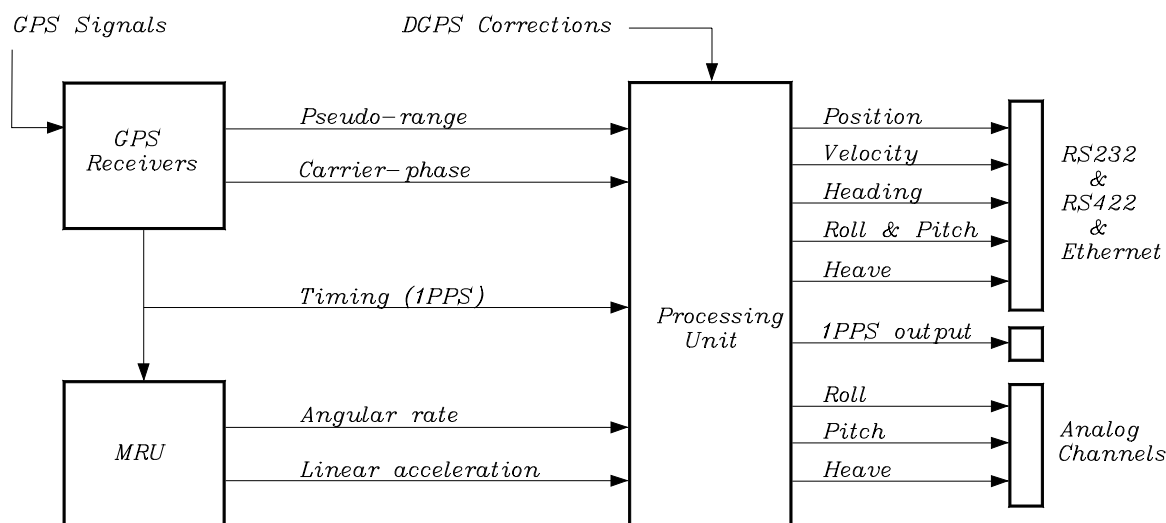 GPS Signals
DGPS Corrections
GPS
Receivers
Pseudo-range
Carrier-phase
Timing (1PPS)
MRU
Angular rate
Linear acceleration
Processing
Unit
Position
Velocity
Heading
Roll & Pitch
Heave
RS232
&
RS422
&
Ethernet
1PPS output
Roll
Pitch
Heave
Analog
Channels